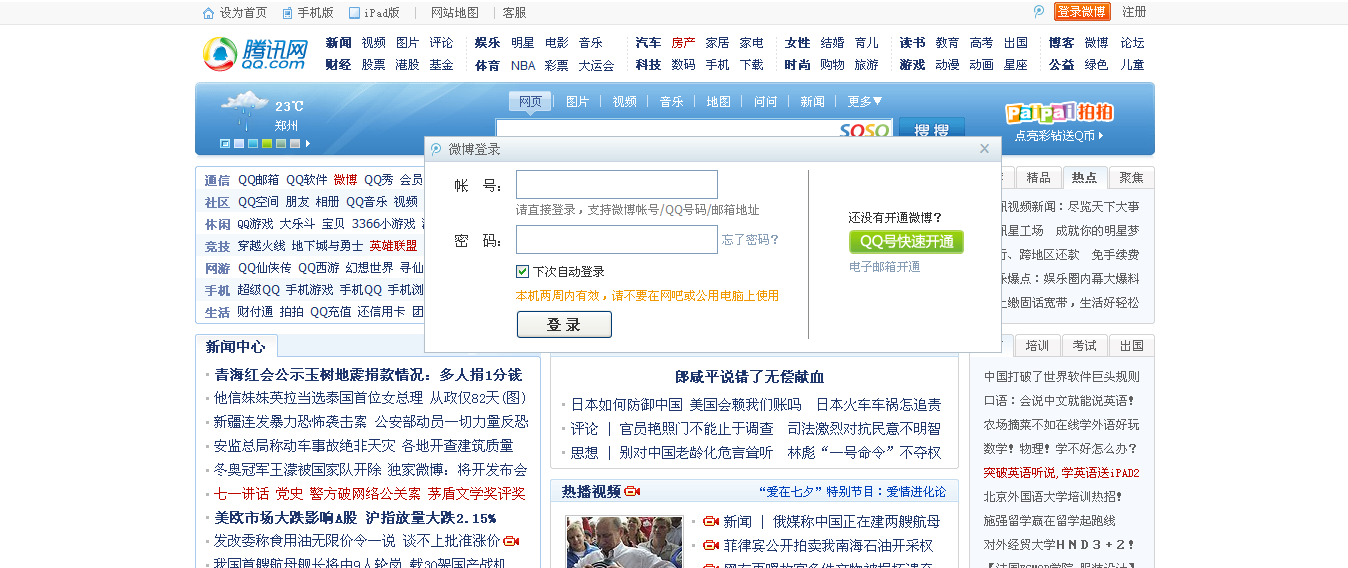 设为首页 手机版 iPad版 | 网站地图 | 客服 登录微博 注册
腾讯网 QQ.com
新闻 视频 图片 评论 娱乐 明星 电影 音乐 汽车 房产 家居 家电 女性 结婚 育儿 读书 教育 高考 出国 博客 微博 论坛
财经 股票 港股 基金 体育 NBA 彩票 大运会 科技 数码 手机 下载 时尚 购物 旅游 游戏 动漫 动画 星座 公益 绿色 儿童
23℃
郑州
网页 图片 视频 音乐 地图 问问 新闻 更多▼
SOSO 搜搜
PaiPai拍拍
点亮彩钻送Q币
微博登录
帐 号：
请直接登录，支持微博帐号/QQ号码/邮箱地址
密 码： 忘了密码？
下次自动登录
本机两周内有效，请不要在网吧或公用电脑上使用
登 录
还没有开通微博？
QQ号快速开通
电子邮箱开通
通信 QQ邮箱 QQ软件 微博 QQ秀 会员
社区 QQ空间 朋友 相册 QQ音乐 视频
休闲 QQ游戏 大乐斗 宝贝 3366小游戏
竞技 穿越火线 地下城与勇士 英雄联盟
网游 QQ仙侠传 QQ西游 幻想世界 寻仙
手机 超级QQ 手机游戏 手机QQ 手机浏
生活 财付通 拍拍 QQ充值 还信用卡 团
精品 热点 聚焦
讯视频新闻：尽览天下大事
讯星工场 成就你的明星梦
、跨地区还款 免手续费
乐爆点：娱乐圈内幕大爆料
上缴固话宽带，生活好轻松
新闻中心
青海红会公示玉树地震捐款情况：多人捐1分钱
他信妹妹英拉当选泰国首位女总理 从政仅82天(图)
新疆连发暴力恐怖袭击案 公安部动员一切力量反恐
安监总局称动车事故绝非天灾 各地开查建筑质量
冬奥冠军王濛被国家队开除 独家微博：将开发布会
七一讲话 党史 警方破网络公关案 茅盾文学奖评奖
美欧市场大跌影响A股 沪指放量大跌2.15%
发改委称食用油无限价令一说 谈不上批准涨价
我国首艘航母舰长将由9人轮岗 载30架国产战机
郎咸平说错了无偿献血
日本如何防御中国 美国会赖我们账吗 日本火车车祸怎追责
评论 | 官员艳照门不能止于调查 司法激烈对抗民意不明智
思想 | 别对中国老龄化危言耸听 林彪“一号命令”不夺权
热播视频 “爱在七夕”特别节目：爱情进化论
新闻 | 俄媒称中国正在建两艘航母
菲律宾公开拍卖我南海石油开采权
培训 考试 出国
中国打破了世界软件巨头规则
口语：会说中文就能说英语！
农场摘菜不如在线学外语好玩
数学！物理！学不好怎么办？
突破英语听说，学英语送iPAD2
北京外国语大学培训热招！
施强留学赢在留学起跑线
对外经贸大学ＨＮＤ３＋２！